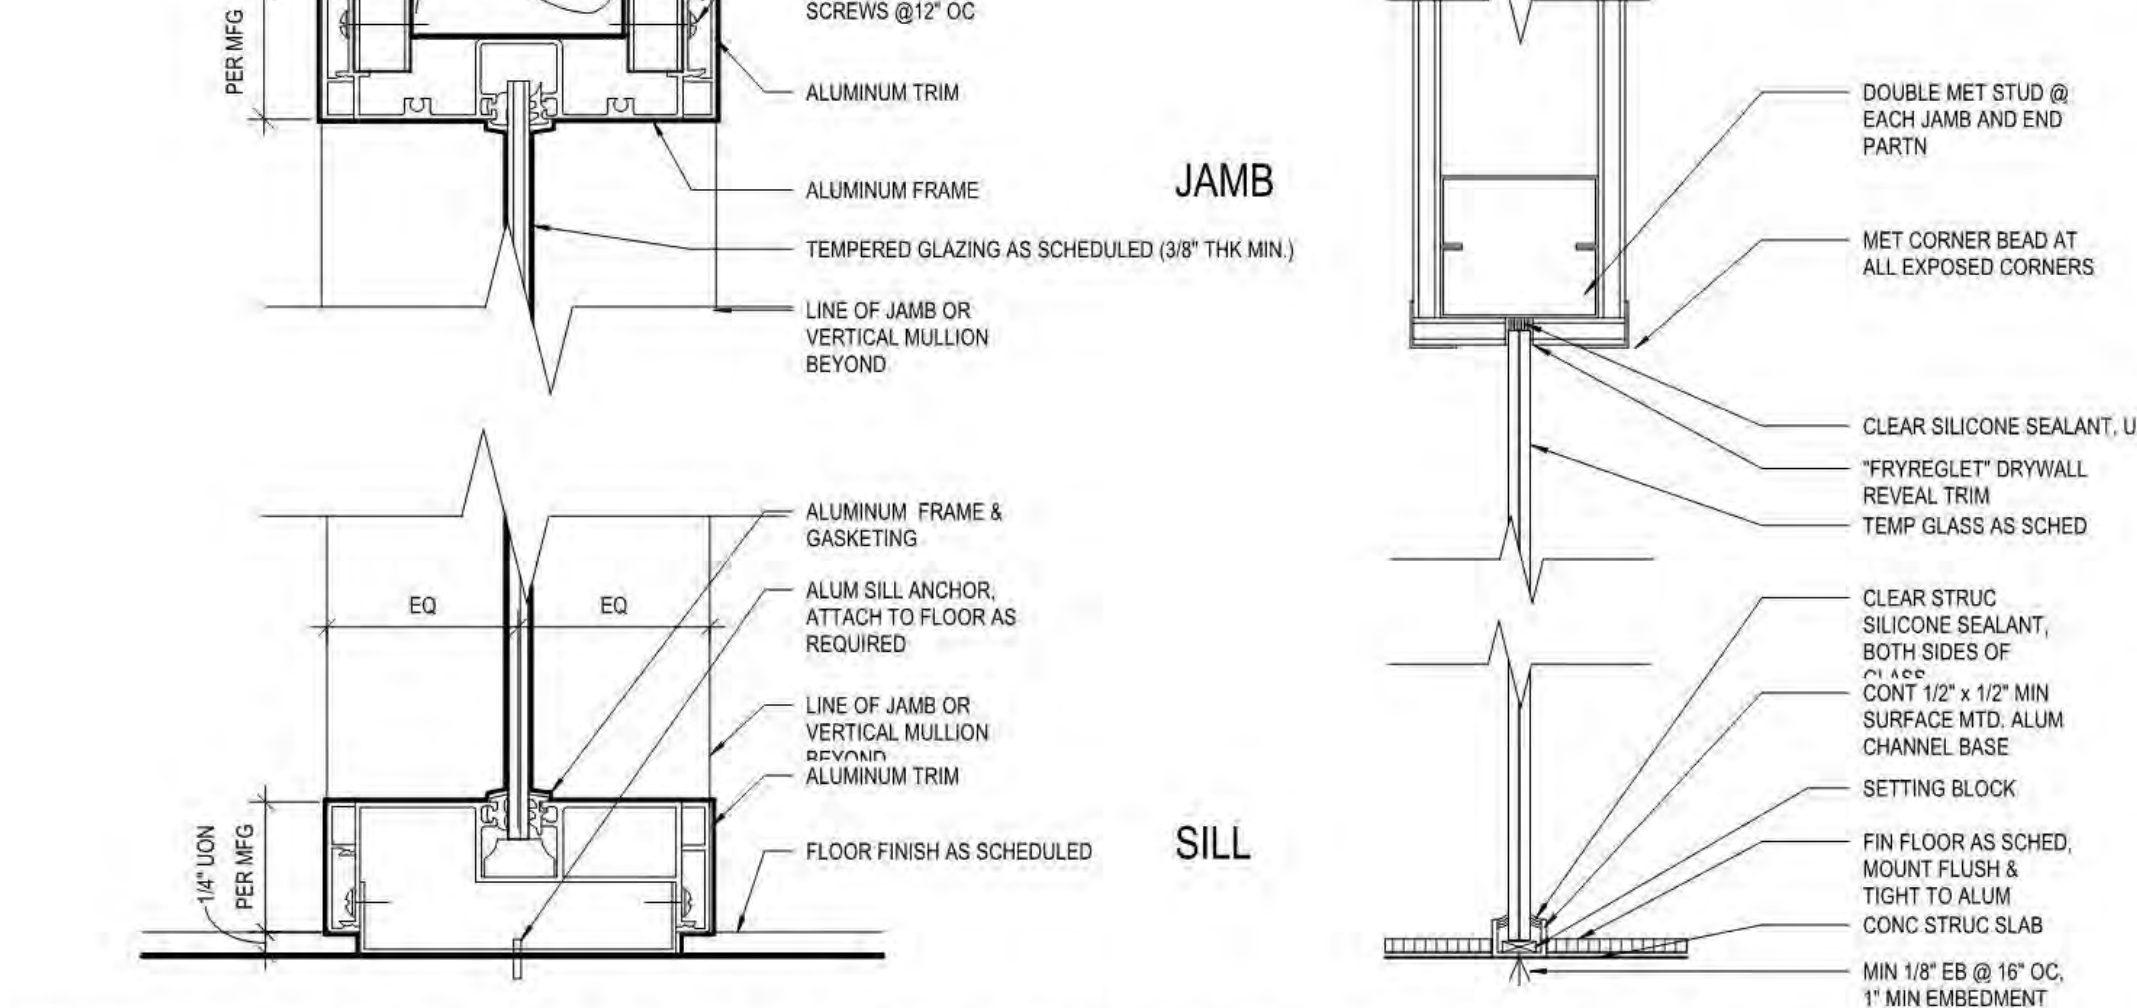 PER MFG
SCREWS @12" OC
ALUMINUM TRIM
ALUMINUM FRAME
TEMPERED GLAZING AS SCHEDULED (3/8" THK MIN.)
LINE OF JAMB OR
VERTICAL MULLION
BEYOND
EQ
EQ
ALUMINUM FRAME &
GASKETING
ALUM SILL ANCHOR,
ATTACH TO FLOOR AS
REQUIRED
LINE OF JAMB OR
VERTICAL MULLION
BEYOND
ALUMINUM TRIM
1/4" UON
PER MFG
FLOOR FINISH AS SCHEDULED
JAMB
DOUBLE MET STUD @
EACH JAMB AND END
PARTN
MET CORNER BEAD AT
ALL EXPOSED CORNERS
CLEAR SILICONE SEALANT, U
"FRYREGLET" DRYWALL
REVEAL TRIM
TEMP GLASS AS SCHED
SILL
CLEAR STRUC
SILICONE SEALANT,
BOTH SIDES OF
GLASS
CONT 1/2" x 1/2" MIN
SURFACE MTD. ALUM
CHANNEL BASE
SETTING BLOCK
FIN FLOOR AS SCHED,
MOUNT FLUSH &
TIGHT TO ALUM
CONC STRUC SLAB
MIN 1/8" EB @ 16" OC,
1" MIN EMBEDMENT